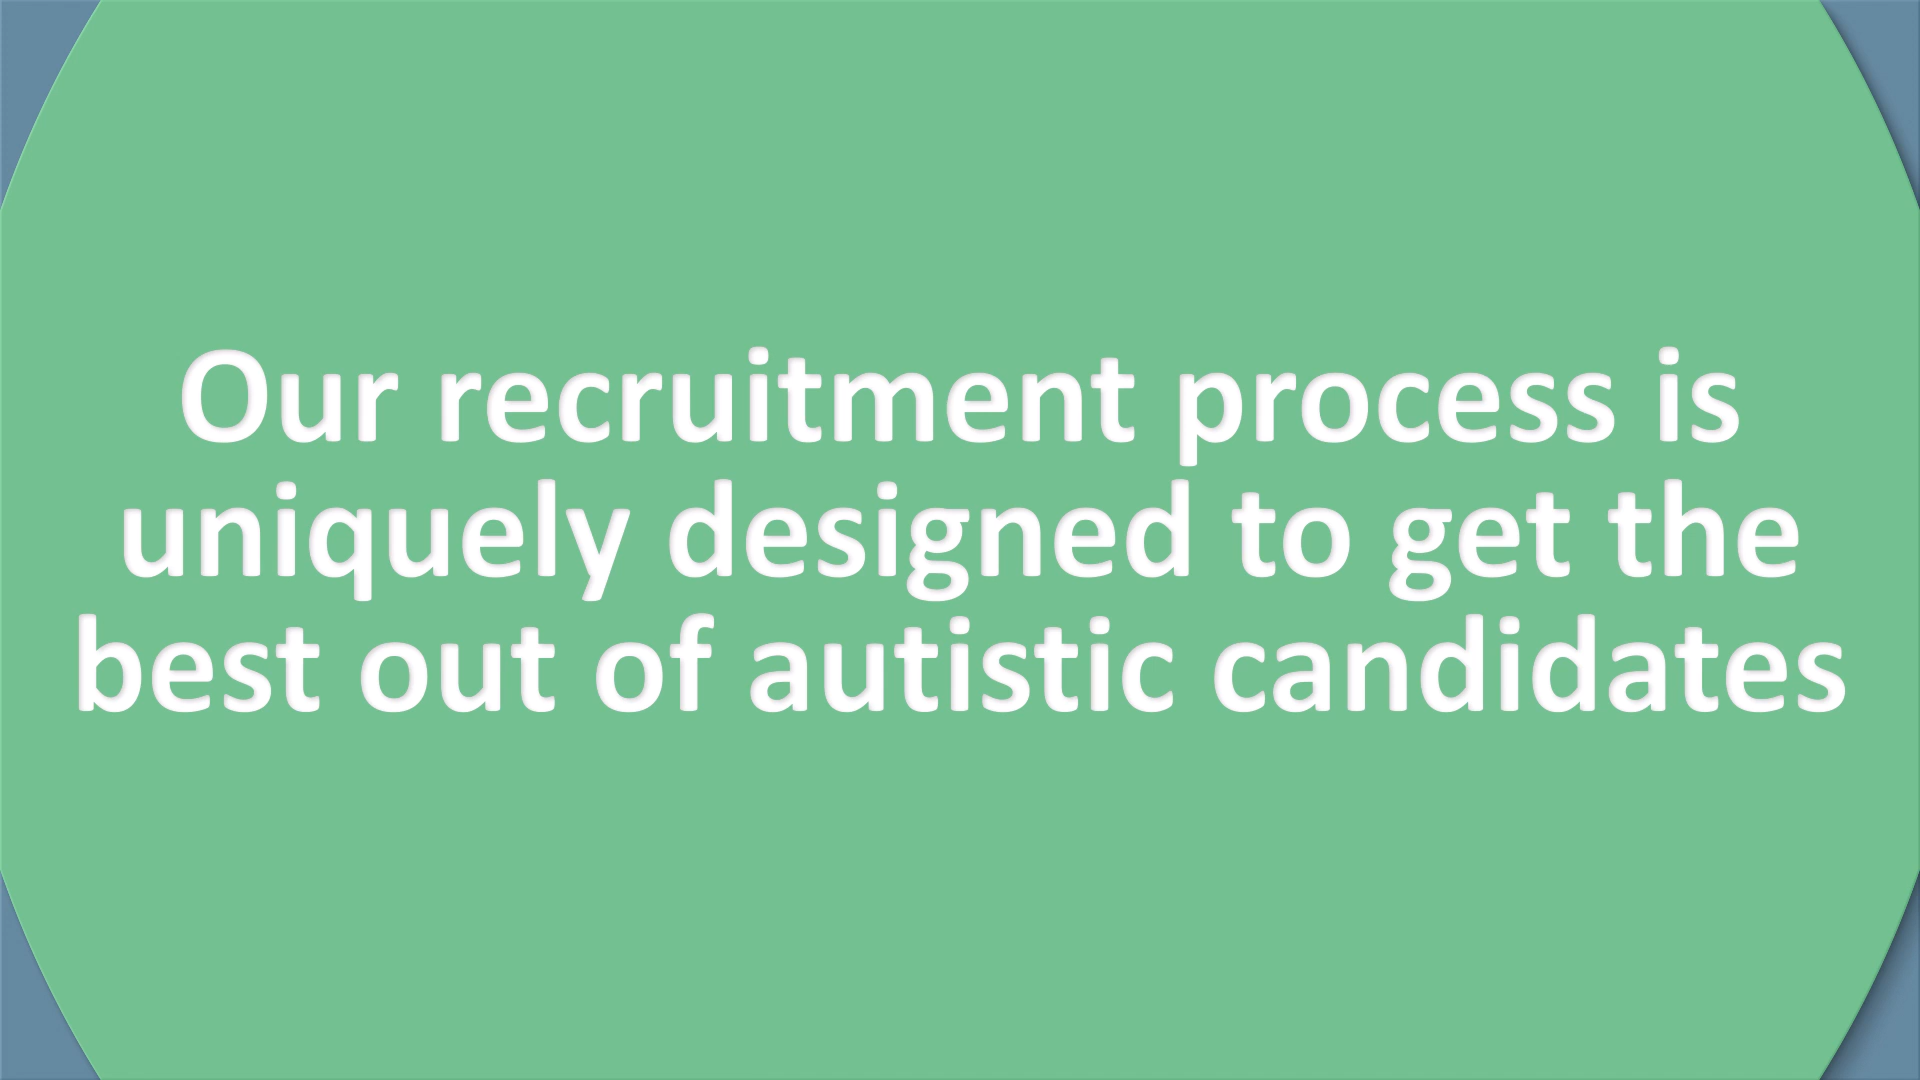 Our recruitment process is
uniquely designed to get the
best out of autistic candidates